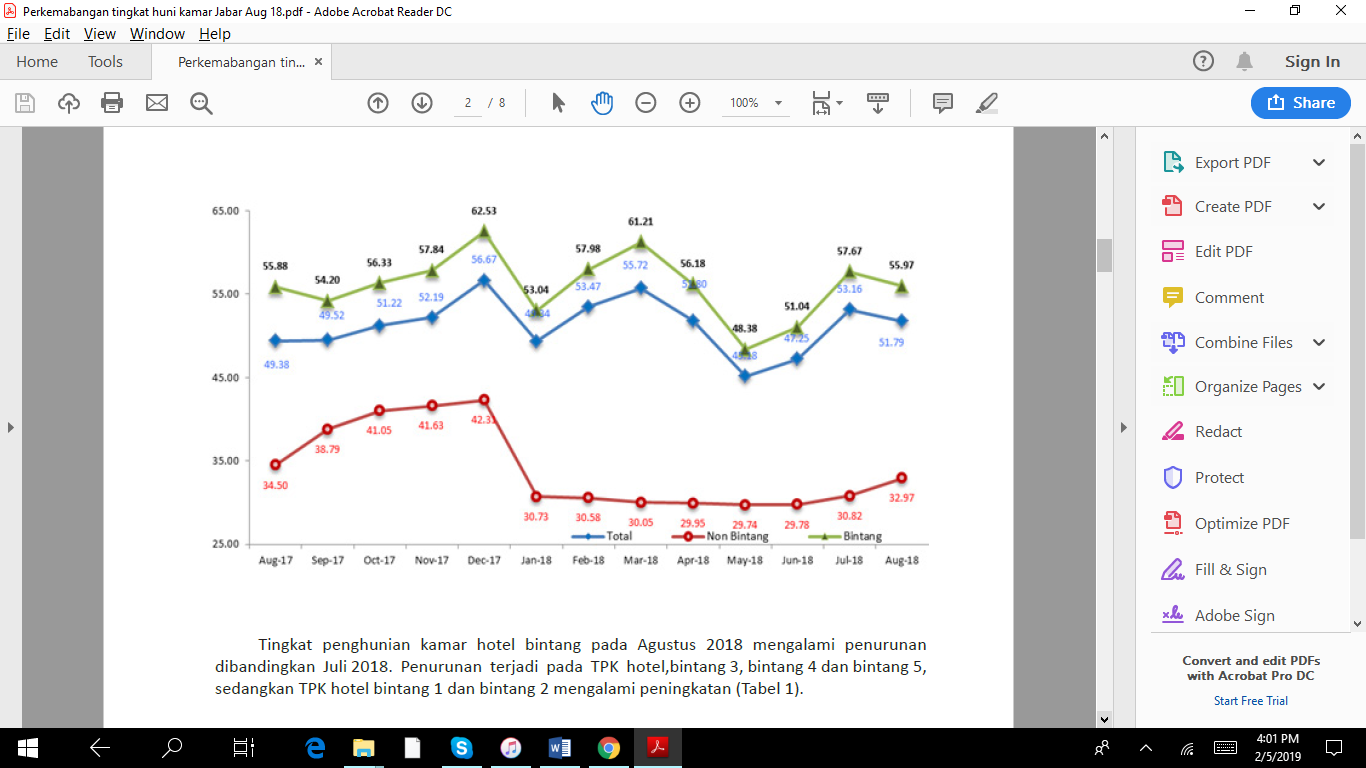 Perkemabangan tingkat huni kamar Jabar Aug 18.pdf - Adobe Acrobat Reader DC
File Edit View Window Help
Home Tools Perkemabangan tin... Sign In
2 / 8 100% Share
65.00
55.00
45.00
35.00
25.00
55.88 54.20 56.33 57.84 62.53 53.04 57.98 61.21 56.18 48.38 51.04 57.67 55.97
49.38 49.52 51.22 52.19 56.67 53.47 55.72 47.25 53.16 51.79
34.50 38.79 41.05 41.63 42.31 30.73 30.58 30.05 29.95 29.74 29.78 30.82 32.97
Total Non Bintang Bintang
Aug-17 Sep-17 Oct-17 Nov-17 Dec-17 Jan-18 Feb-18 Mar-18 Apr-18 May-18 Jun-18 Jul-18 Aug-18
Tingkat penghunian kamar hotel bintang pada Agustus 2018 mengalami penurunan
dibandingkan Juli 2018. Penurunan terjadi pada TPK hotel,bintang 3, bintang 4 dan bintang 5,
sedangkan TPK hotel bintang 1 dan bintang 2 mengalami peningkatan (Tabel 1).
Export PDF
Create PDF
Edit PDF
Comment
Combine Files
Organize Pages
Redact
Protect
Optimize PDF
Fill & Sign
Adobe Sign
Convert and edit PDFs
with Acrobat Pro DC
Start Free Trial
4:01 PM
2/5/2019